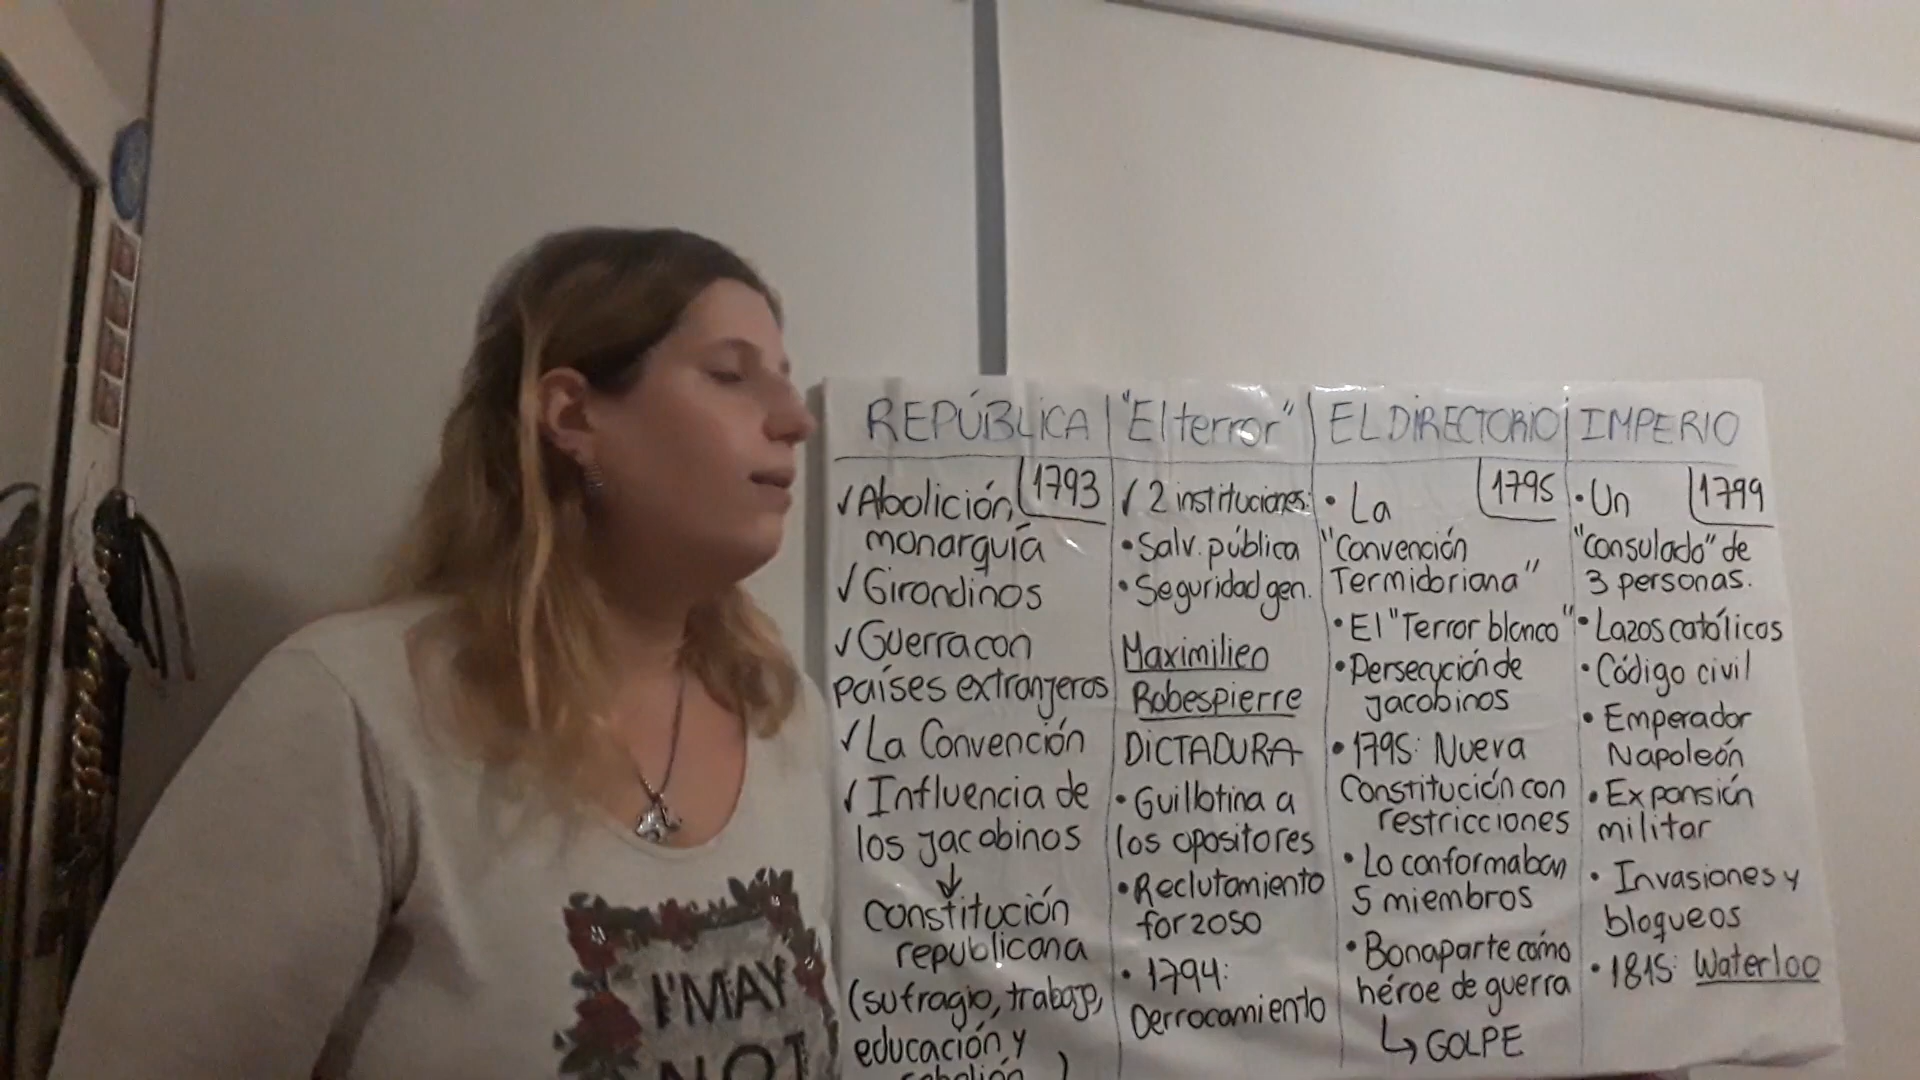 REPÚBLICA
1793
✓Abolición
monarquía
✓Girondinos
✓Guerra con
países extranjeros
✓La Convención
✓Influencia de
los jacobinos
↓
constitución
republicana
(sufragio, trabajo,
educación y
rebelión)
"El terror"
✓ 2 instituciones:
•Salv. pública
•Seguridad gen.
Maximilien
Robespierre
DICTADURA
•Guillotina a
los opositores
•Reclutamiento
forzoso
• 1794:
Derrocamiento
EL DIRECTORIO
1795
• La
"Convención
Termidoriana"
•El "Terror blanco"
•Persecución de
jacobinos
•1795: Nueva
Constitución con
restricciones
•Lo conformaban
5 miembros
•Bonaparte como
héroe de guerra
↳ GOLPE
IMPERIO
1799
•Un
"consulado" de
3 personas.
•Lazos católicos
•Código civil
•Emperador
Napoleón
•Expansión
militar
•Invasiones y
bloqueos
•1815: Waterloo
I'MAY
NOT